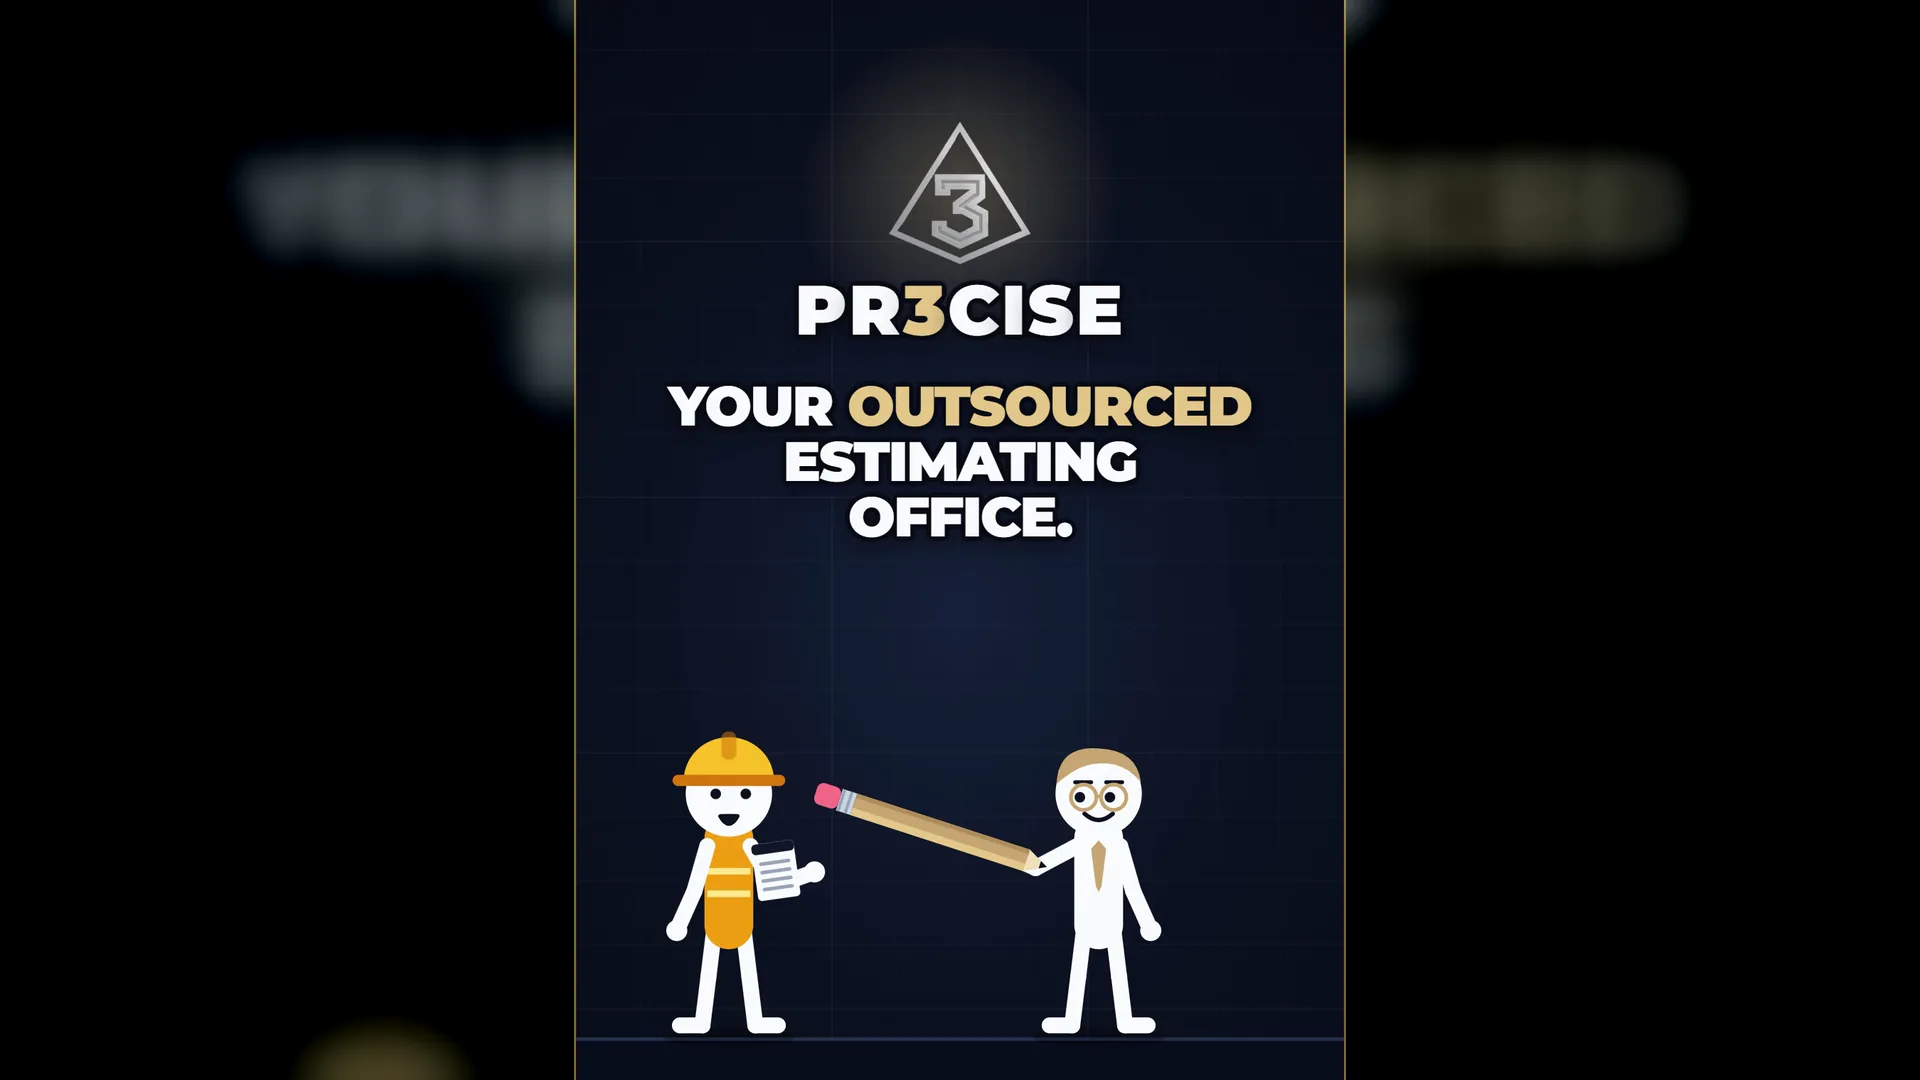 3
PR3CISE
YOUR OUTSOURCED
ESTIMATING
OFFICE.